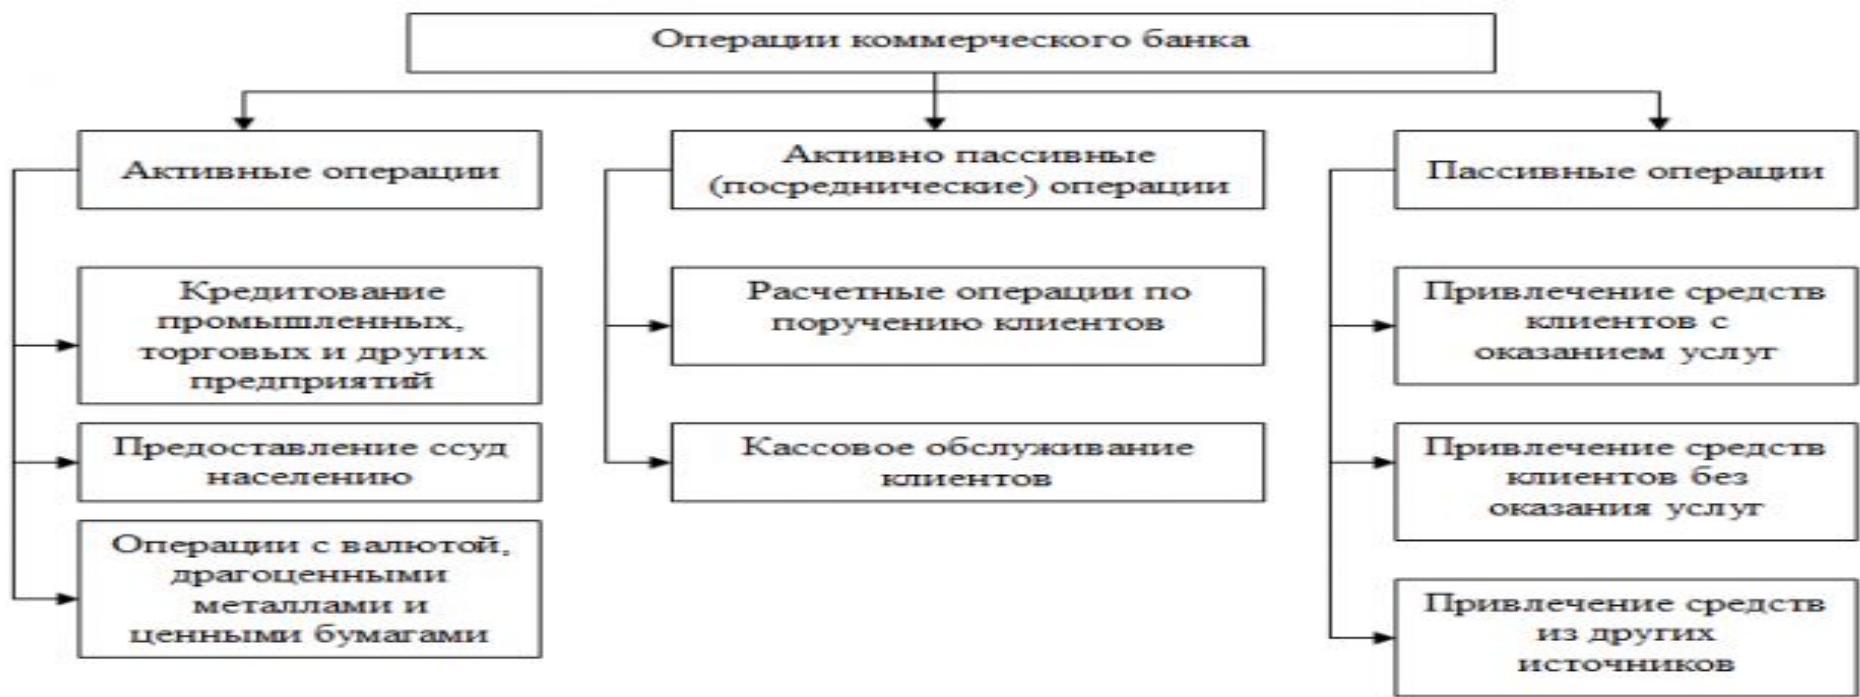 Операции коммерческого банка
Активные операции
Активно пассивные
(посреднические) операции
Пассивные операции
Кредитование
промышленных,
торговых и других
предприятий
Предоставление ссуд
населению
Операции с валютой,
драгоценными
металлами и
ценными бумагами
Расчетные операции по
поручению клиентов
Кассовое обслуживание
клиентов
Привлечение средств
клиентов с
оказанием услуг
Привлечение средств
клиентов без
оказания услуг
Привлечение средств
из других
источников